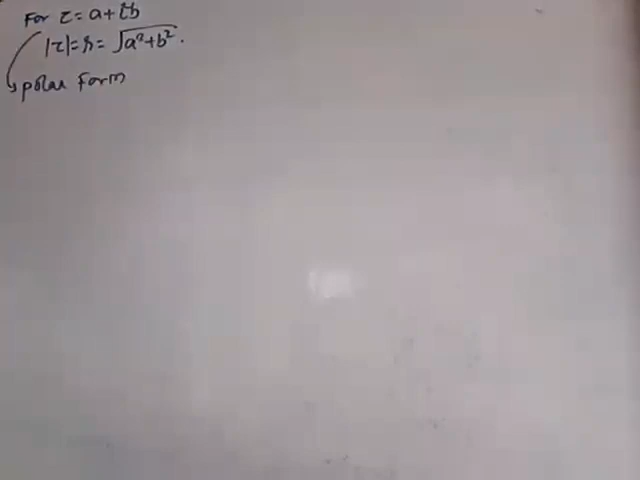 For z = a + ib
|z| = r = √a²+b².
polar form